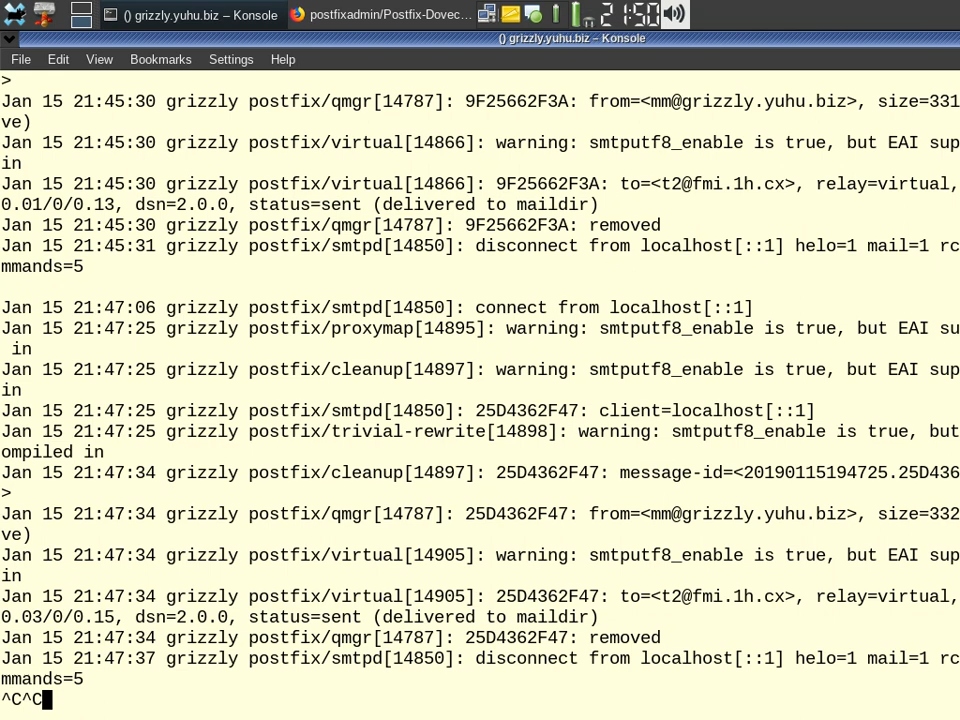 () grizzly.yuhu.biz – Konsole
postfixadmin/Postfix-Dovec…
21:50
() grizzly.yuhu.biz – Konsole
File Edit View Bookmarks Settings Help
>
Jan 15 21:45:30 grizzly postfix/qmgr[14787]: 9F25662F3A: from=<mm@grizzly.yuhu.biz>, size=331
ve)
Jan 15 21:45:30 grizzly postfix/virtual[14866]: warning: smtputf8_enable is true, but EAI sup
in
Jan 15 21:45:30 grizzly postfix/virtual[14866]: 9F25662F3A: to=<t2@fmi.1h.cx>, relay=virtual,
0.01/0/0.13, dsn=2.0.0, status=sent (delivered to maildir)
Jan 15 21:45:30 grizzly postfix/qmgr[14787]: 9F25662F3A: removed
Jan 15 21:45:31 grizzly postfix/smtpd[14850]: disconnect from localhost[::1] helo=1 mail=1 rc
mmands=5
Jan 15 21:47:06 grizzly postfix/smtpd[14850]: connect from localhost[::1]
Jan 15 21:47:25 grizzly postfix/proxymap[14895]: warning: smtputf8_enable is true, but EAI su
in
Jan 15 21:47:25 grizzly postfix/cleanup[14897]: warning: smtputf8_enable is true, but EAI sup
in
Jan 15 21:47:25 grizzly postfix/smtpd[14850]: 25D4362F47: client=localhost[::1]
Jan 15 21:47:25 grizzly postfix/trivial-rewrite[14898]: warning: smtputf8_enable is true, but
ompiled in
Jan 15 21:47:34 grizzly postfix/cleanup[14897]: 25D4362F47: message-id=<20190115194725.25D436
>
Jan 15 21:47:34 grizzly postfix/qmgr[14787]: 25D4362F47: from=<mm@grizzly.yuhu.biz>, size=332
ve)
Jan 15 21:47:34 grizzly postfix/virtual[14905]: warning: smtputf8_enable is true, but EAI sup
in
Jan 15 21:47:34 grizzly postfix/virtual[14905]: 25D4362F47: to=<t2@fmi.1h.cx>, relay=virtual,
0.03/0/0.15, dsn=2.0.0, status=sent (delivered to maildir)
Jan 15 21:47:34 grizzly postfix/qmgr[14787]: 25D4362F47: removed
Jan 15 21:47:37 grizzly postfix/smtpd[14850]: disconnect from localhost[::1] helo=1 mail=1 rc
mmands=5
^C^C